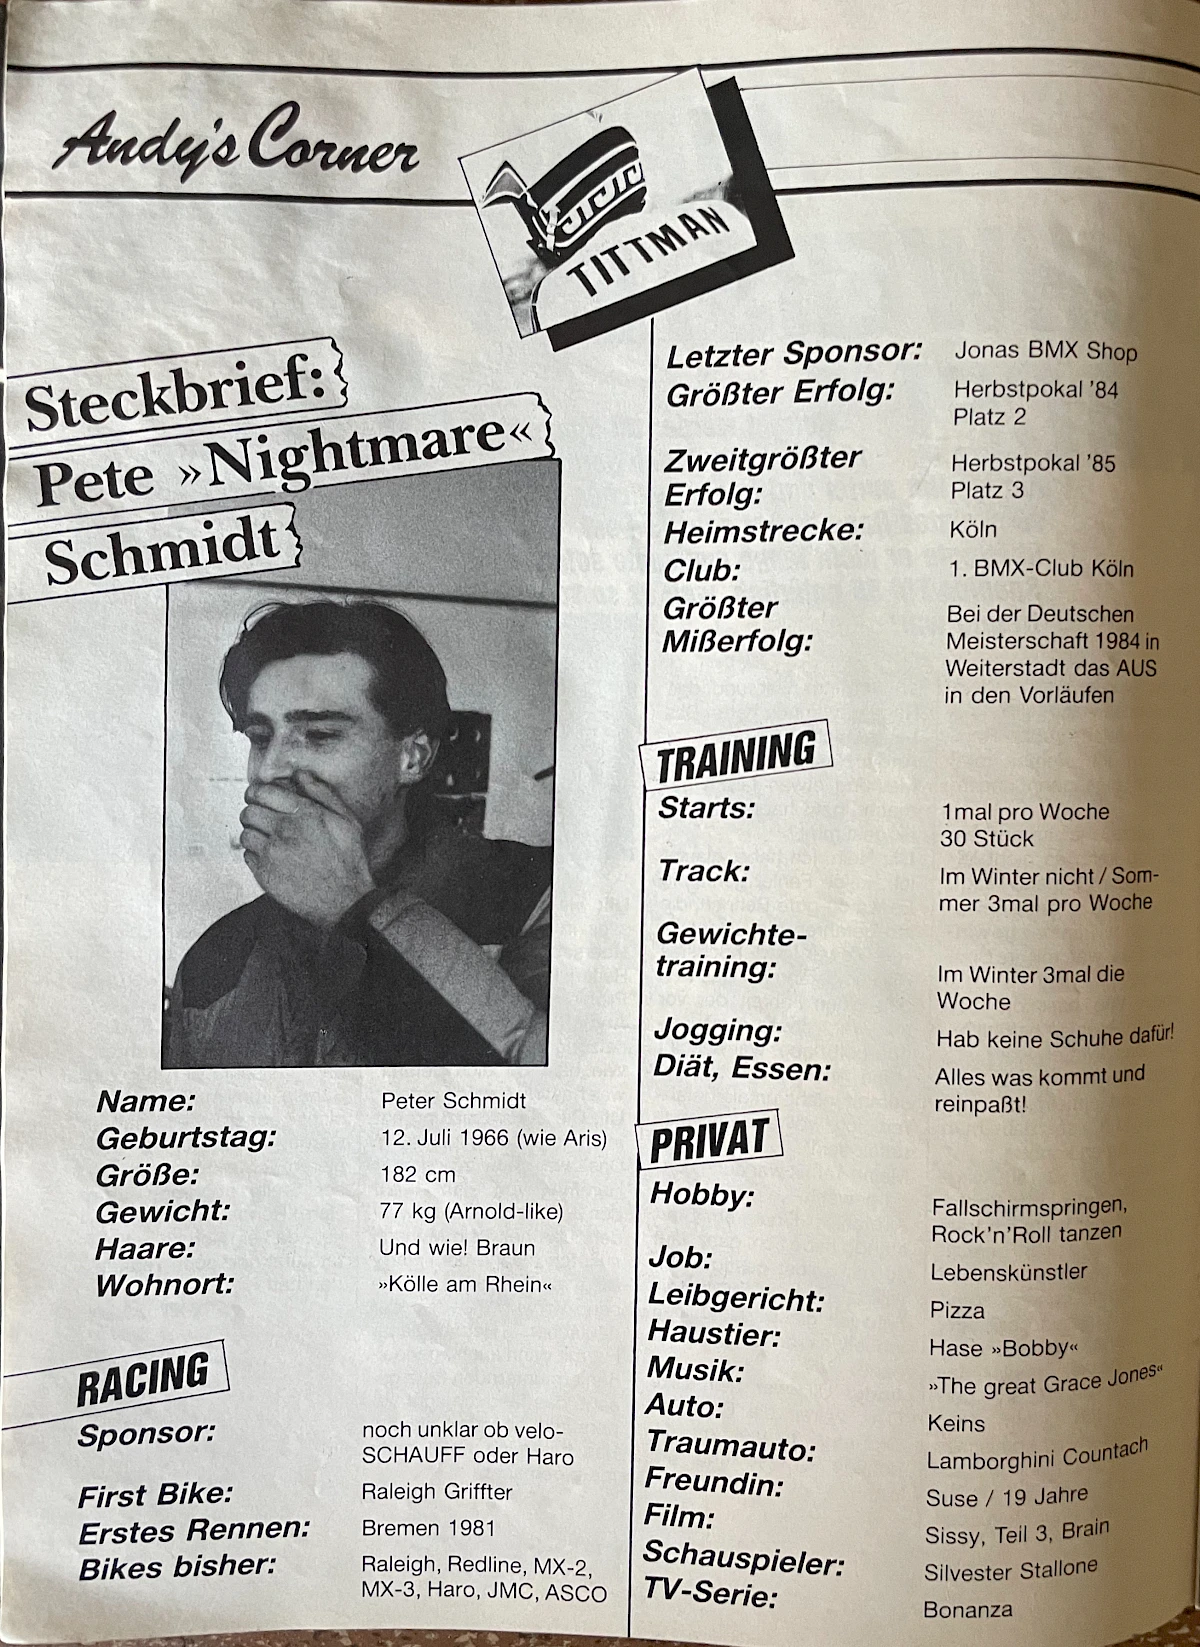 Andy's Corner
TITTMAN
Steckbrief:
Pete »Nightmare«
Schmidt
Name: Peter Schmidt
Geburtstag: 12. Juli 1966 (wie Aris)
Größe: 182 cm
Gewicht: 77 kg (Arnold-like)
Haare: Und wie! Braun
Wohnort: »Kölle am Rhein«
RACING
Sponsor: noch unklar ob velo-
SCHAUFF oder Haro
First Bike: Raleigh Griffter
Erstes Rennen: Bremen 1981
Bikes bisher: Raleigh, Redline, MX-2,
MX-3, Haro, JMC, ASCO
Letzter Sponsor: Jonas BMX Shop
Größter Erfolg: Herbstpokal '84
Platz 2
Zweitgrößter Herbstpokal '85
Erfolg: Platz 3
Heimstrecke: Köln
Club: 1. BMX-Club Köln
Größter Bei der Deutschen
Mißerfolg: Meisterschaft 1984 in
Weiterstadt das AUS
in den Vorläufen
TRAINING
Starts: 1mal pro Woche
30 Stück
Track: Im Winter nicht / Som-
mer 3mal pro Woche
Gewichte-
training: Im Winter 3mal die
Woche
Jogging: Hab keine Schuhe dafür!
Diät, Essen: Alles was kommt und
reinpaßt!
PRIVAT
Hobby: Fallschirmspringen,
Rock'n'Roll tanzen
Job: Lebenskünstler
Leibgericht: Pizza
Haustier: Hase »Bobby«
Musik: »The great Grace Jones«
Auto: Keins
Traumauto: Lamborghini Countach
Freundin: Suse / 19 Jahre
Film: Sissy, Teil 3, Brain
Schauspieler: Silvester Stallone
TV-Serie: Bonanza